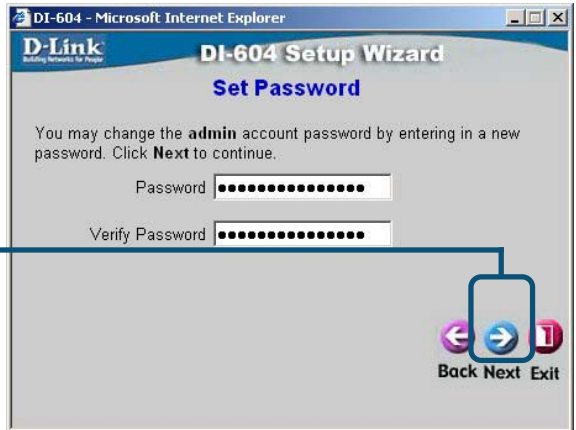 DI-604 - Microsoft Internet Explorer
D-Link
Building Networks for People
DI-604 Setup Wizard
Set Password
You may change the admin account password by entering in a new
password. Click Next to continue.
Password ●●●●●●●●●●●●●●●
Verify Password ●●●●●●●●●●●●●●●
Back Next Exit